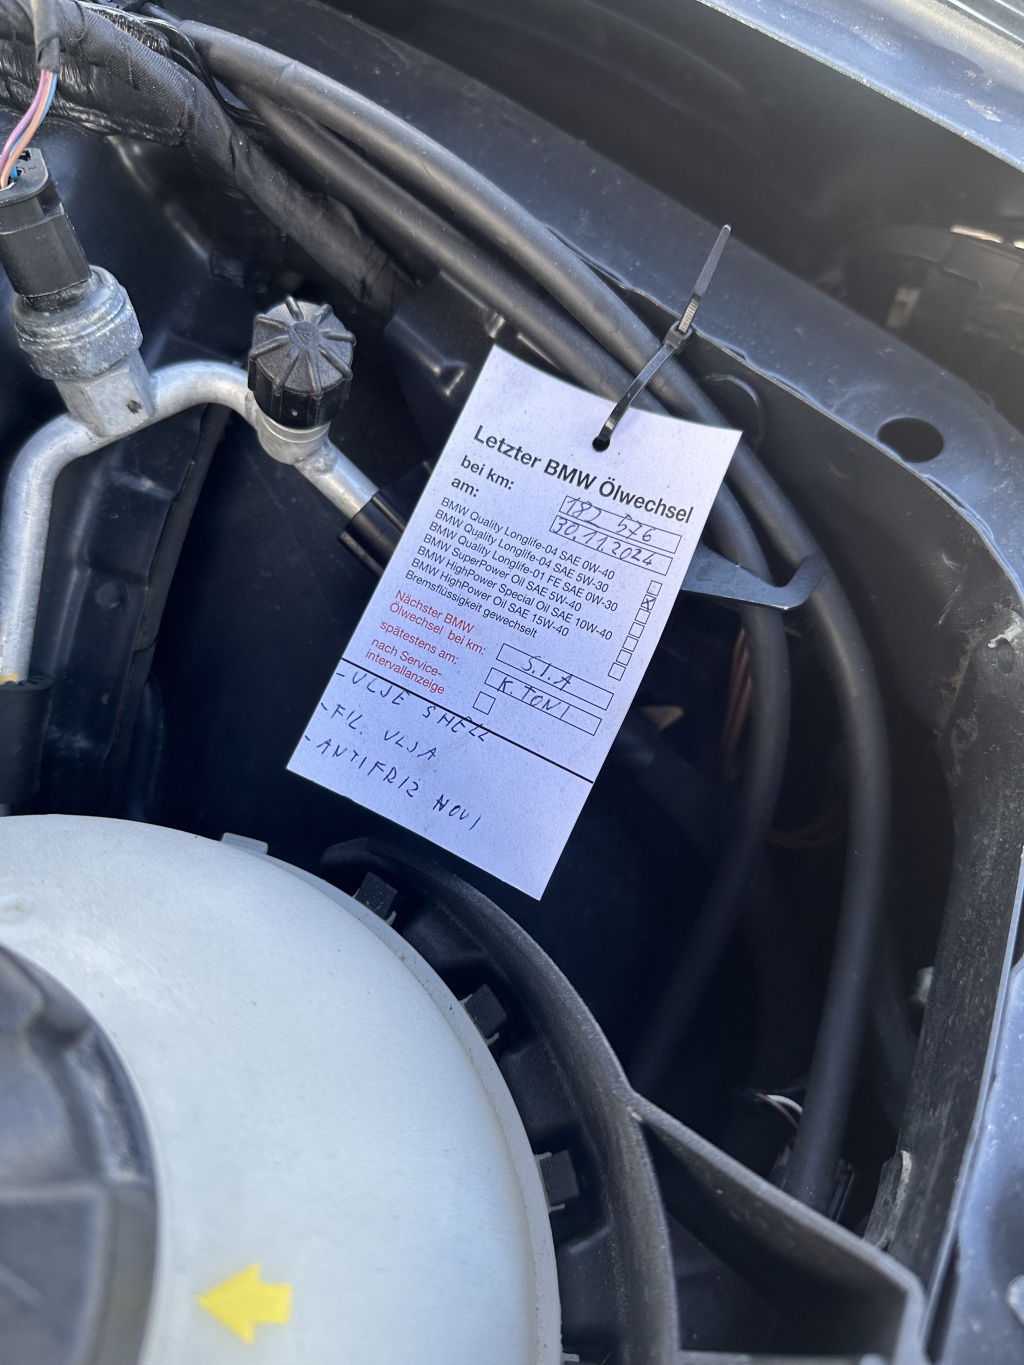 Letzter BMW Ölwechsel
bei km: 182 576
am: 30.11.2024
BMW Quality Longlife-04 SAE 0W-40
BMW Quality Longlife-04 SAE 5W-30
BMW Quality Longlife-01 FE SAE 0W-30
BMW SuperPower Oil SAE 5W-40
BMW HighPower Special Oil SAE 10W-40
BMW HighPower Oil SAE 15W-40
Bremsflüssigkeit gewechselt
Nächster BMW
Ölwechsel bei km: S.T.A
spätestens am: K. TONI
nach Service-
intervallanzeige
- ULJE SHELL
- FIL. ULJA
- ANTIFRIZ NOVI